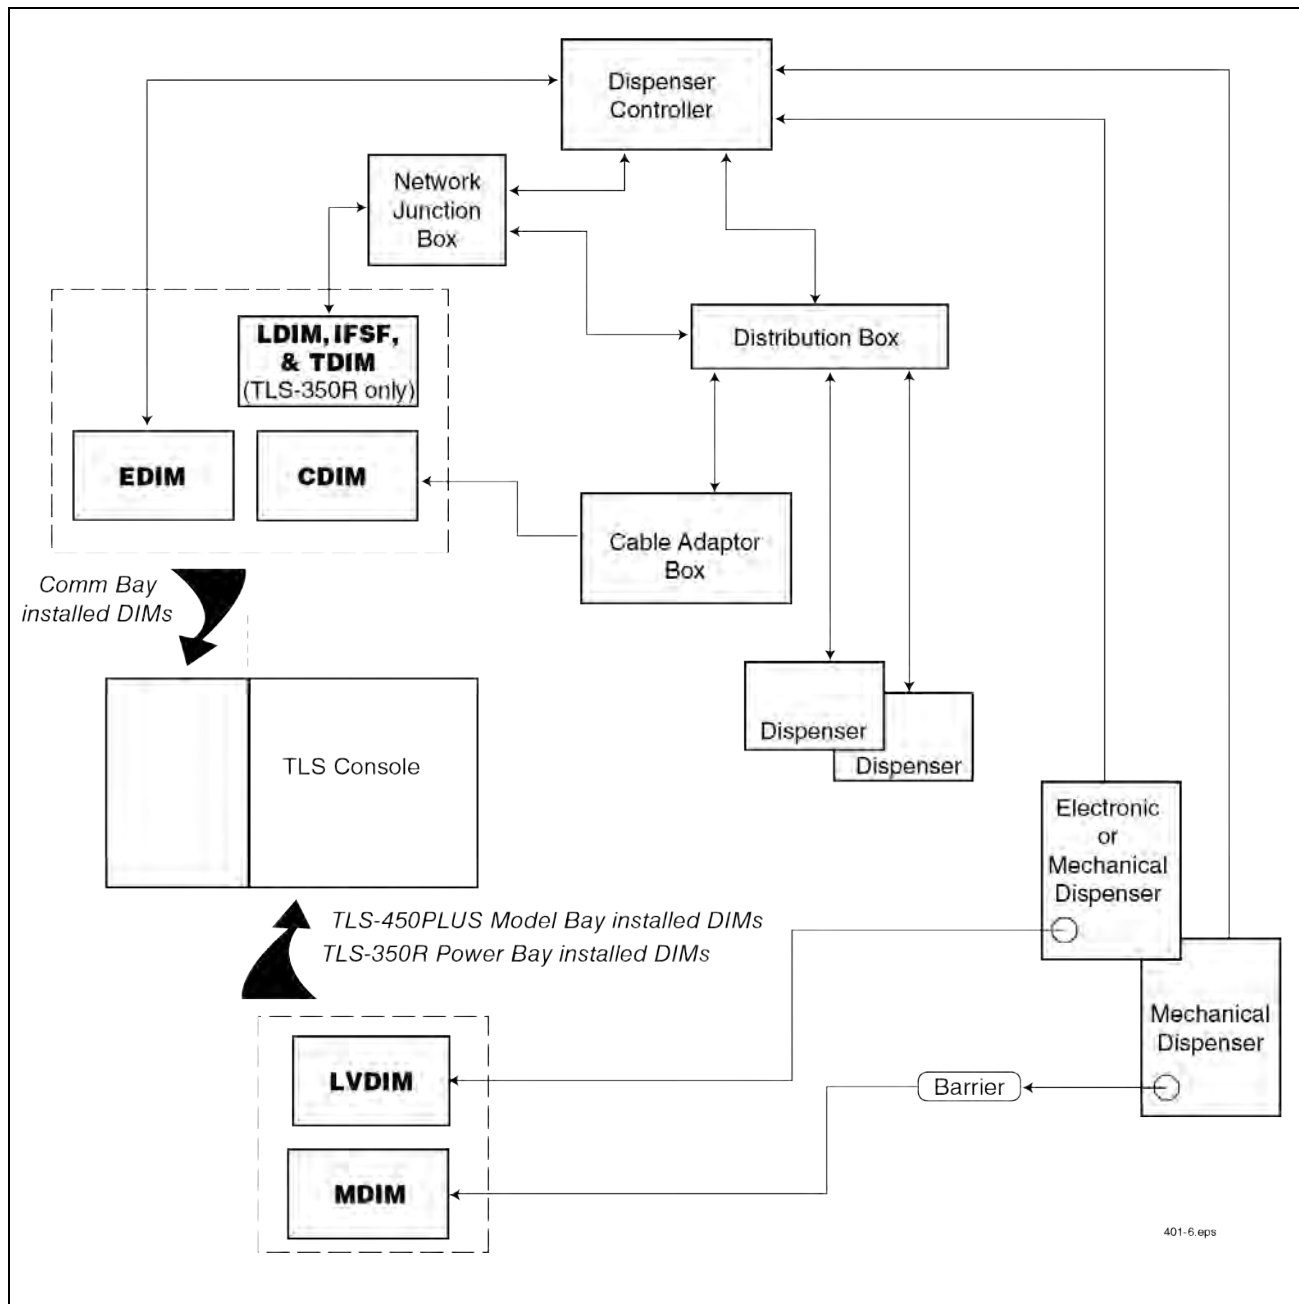 Dispenser
Controller
Network
Junction
Box
LDIM, IFSF,
& TDIM
(TLS-350R only)
Distribution Box
EDIM
CDIM
Cable Adaptor
Box
Comm Bay
installed DIMs
Dispenser
Dispenser
TLS Console
Electronic
or
Mechanical
Dispenser
TLS-450PLUS Model Bay installed DIMs
TLS-350R Power Bay installed DIMs
Mechanical
Dispenser
LVDIM
Barrier
MDIM
401-6.eps